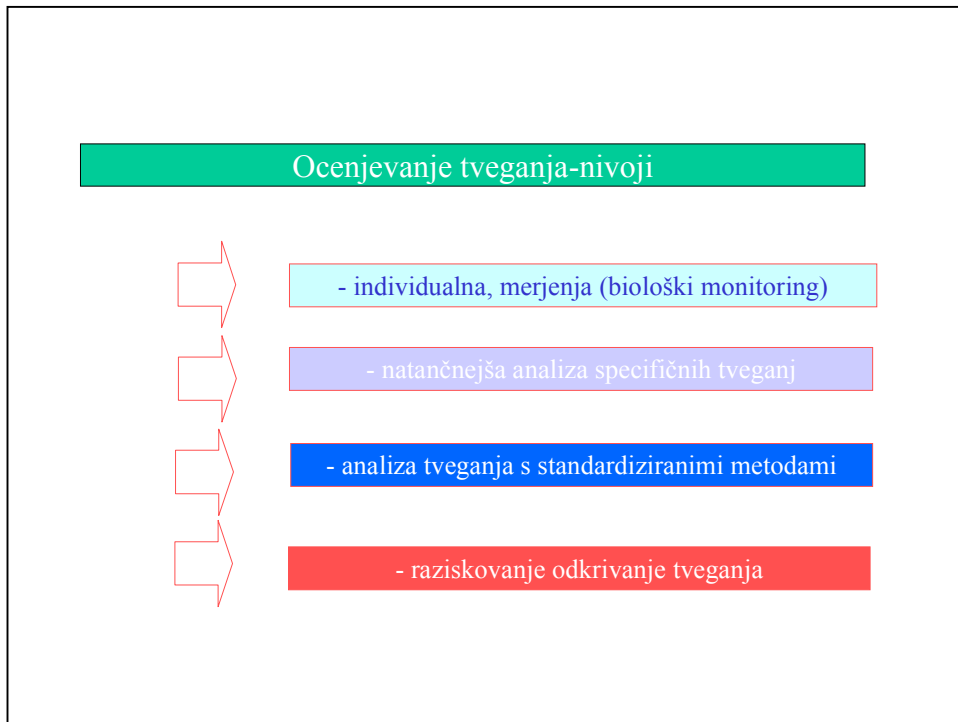 Ocenjevanje tveganja-nivoji
- individualna, merjenja (biološki monitoring)
- natančnejša analiza specifičnih tveganj
- analiza tveganja s standardiziranimi metodami
- raziskovanje odkrivanje tveganja